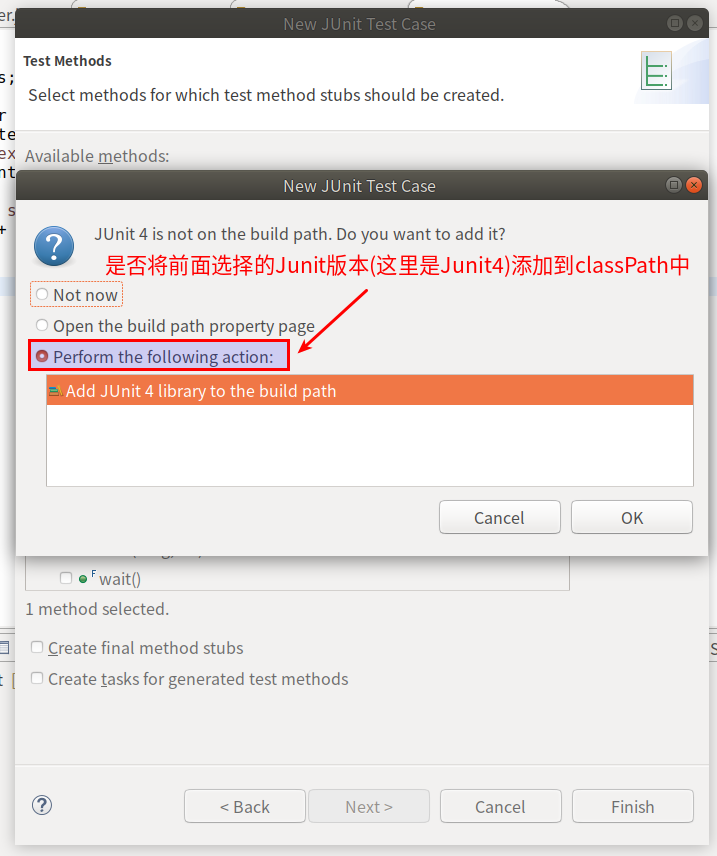 New JUnit Test Case
Test Methods
Select methods for which test method stubs should be created.
Available methods:
New JUnit Test Case
JUnit 4 is not on the build path. Do you want to add it?
是否将前面选择的Junit版本(这里是Junit4)添加到classPath中
Not now
Open the build path property page
Perform the following action:
Add JUnit 4 library to the build path
Cancel
OK
F wait()
1 method selected.
Create final method stubs
Create tasks for generated test methods
< Back
Next >
Cancel
Finish